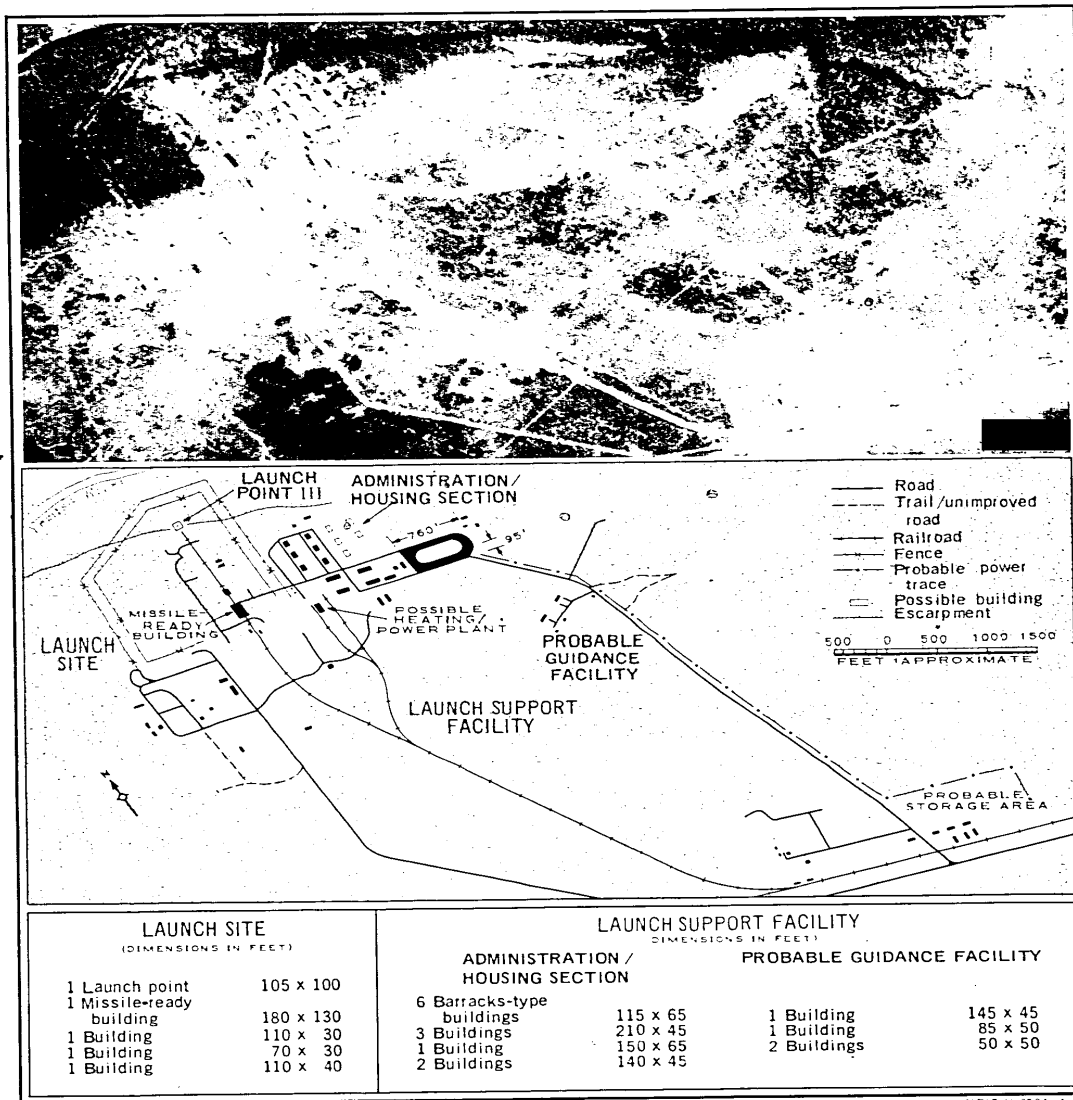 LAUNCH
POINT III
ADMINISTRATION/
HOUSING SECTION
760'
95'
MISSILE-
READY
BUILDING
POSSIBLE
HEATING/
POWER PLANT
LAUNCH
SITE
PROBABLE
GUIDANCE
FACILITY
LAUNCH SUPPORT
FACILITY
PROBABLE
STORAGE AREA
N
Road
Trail/unimproved
road
Railroad
Fence
Probable power
trace
Possible building
Escarpment
500 0 500 1000 1500
FEET (APPROXIMATE)
LAUNCH SITE
(DIMENSIONS IN FEET)
1 Launch point 105 x 100
1 Missile-ready
building 180 x 130
1 Building 110 x 30
1 Building 70 x 30
1 Building 110 x 40
LAUNCH SUPPORT FACILITY
(DIMENSIONS IN FEET)
ADMINISTRATION /
HOUSING SECTION
6 Barracks-type
buildings 115 x 65
3 Buildings 210 x 45
1 Building 150 x 65
2 Buildings 140 x 45
PROBABLE GUIDANCE FACILITY
1 Building 145 x 45
1 Building 85 x 50
2 Buildings 50 x 50